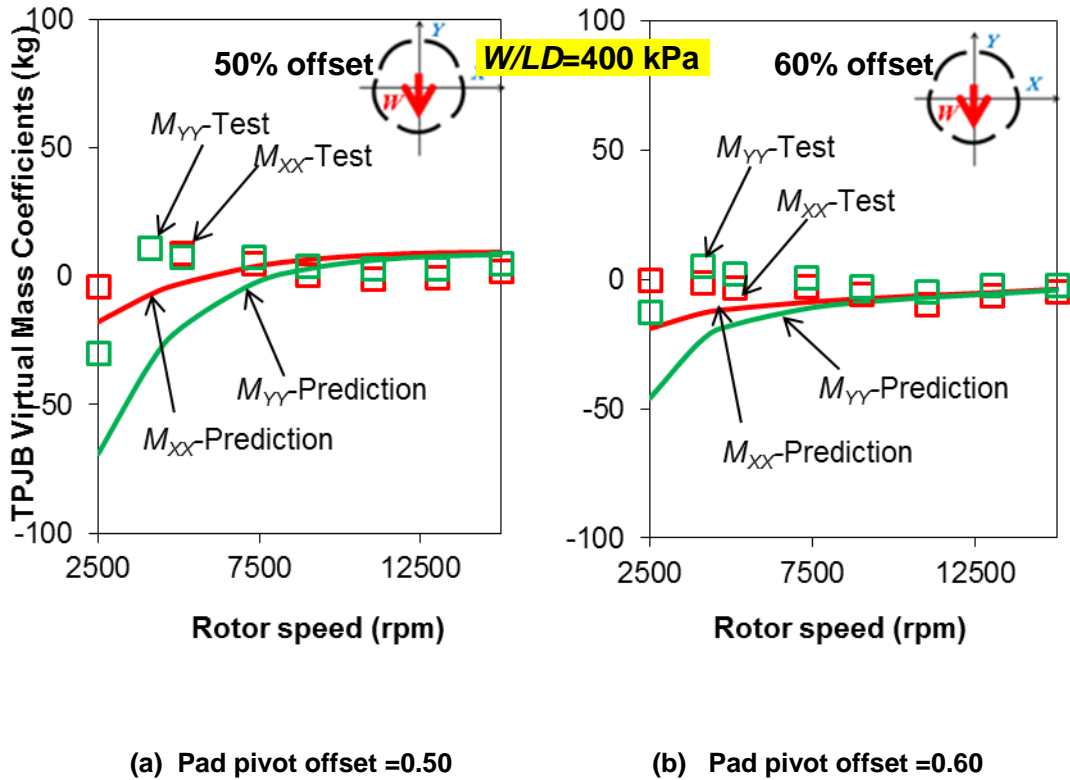 TPJB Virtual Mass Coefficients (kg)
100
50
0
-50
-100
50% offset
Y
X
W
W/LD=400 kPa
MYY-Test
MXX-Test
MYY-Prediction
MXX-Prediction
2500
7500
12500
Rotor speed (rpm)
100
50
0
-50
-100
60% offset
Y
X
W
MYY-Test
MXX-Test
MYY-Prediction
MXX-Prediction
2500
7500
12500
Rotor speed (rpm)
(a) Pad pivot offset =0.50
(b) Pad pivot offset =0.60